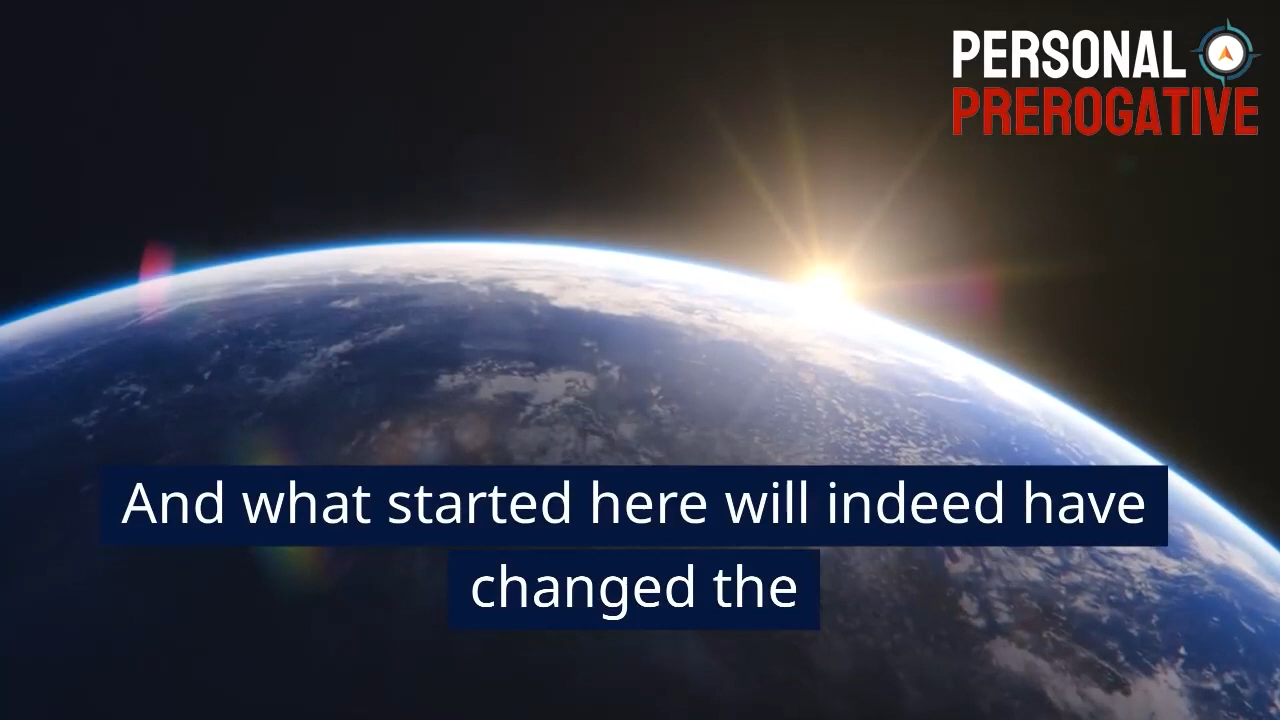 PERSONAL
PREROGATIVE
And what started here will indeed have
changed the